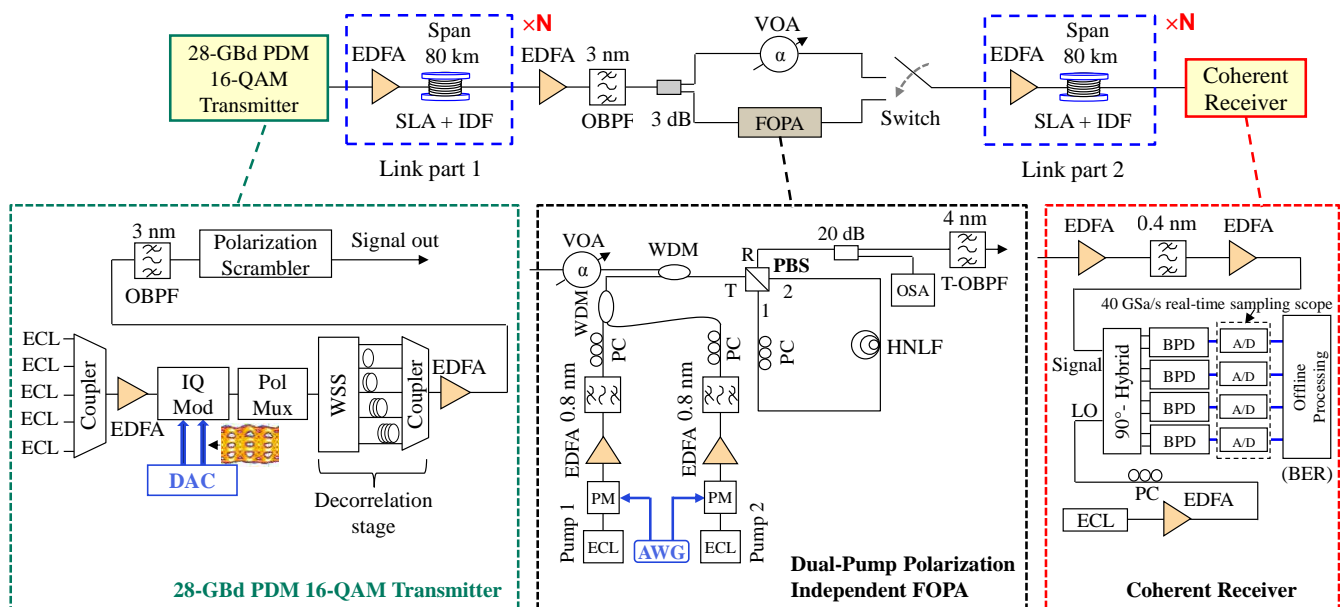 28-GBd PDM
16-QAM
Transmitter
EDFA
Span
80 km
×N
SLA + IDF
Link part 1
EDFA
3 nm
OBPF
3 dB
VOA
α
FOPA
Switch
EDFA
Span
80 km
×N
SLA + IDF
Link part 2
Coherent
Receiver
3 nm
OBPF
Polarization
Scrambler
Signal out
ECL
ECL
ECL
ECL
ECL
Coupler
EDFA
IQ
Mod
Pol
Mux
DAC
WSS
Coupler
EDFA
Decorrelation
stage
28-GBd PDM 16-QAM Transmitter
VOA
α
WDM
WDM
R
PBS
T
2
1
20 dB
OSA
4 nm
T-OBPF
PC
PC
PC
HNLF
0.8 nm
0.8 nm
EDFA
EDFA
PM
PM
Pump 1
Pump 2
ECL
AWG
ECL
Dual-Pump Polarization
Independent FOPA
EDFA
0.4 nm
EDFA
40 GSa/s real-time sampling scope
Signal
LO
90°- Hybrid
BPD
BPD
BPD
BPD
A/D
A/D
A/D
A/D
Offline
Processing
(BER)
PC
ECL
EDFA
Coherent Receiver